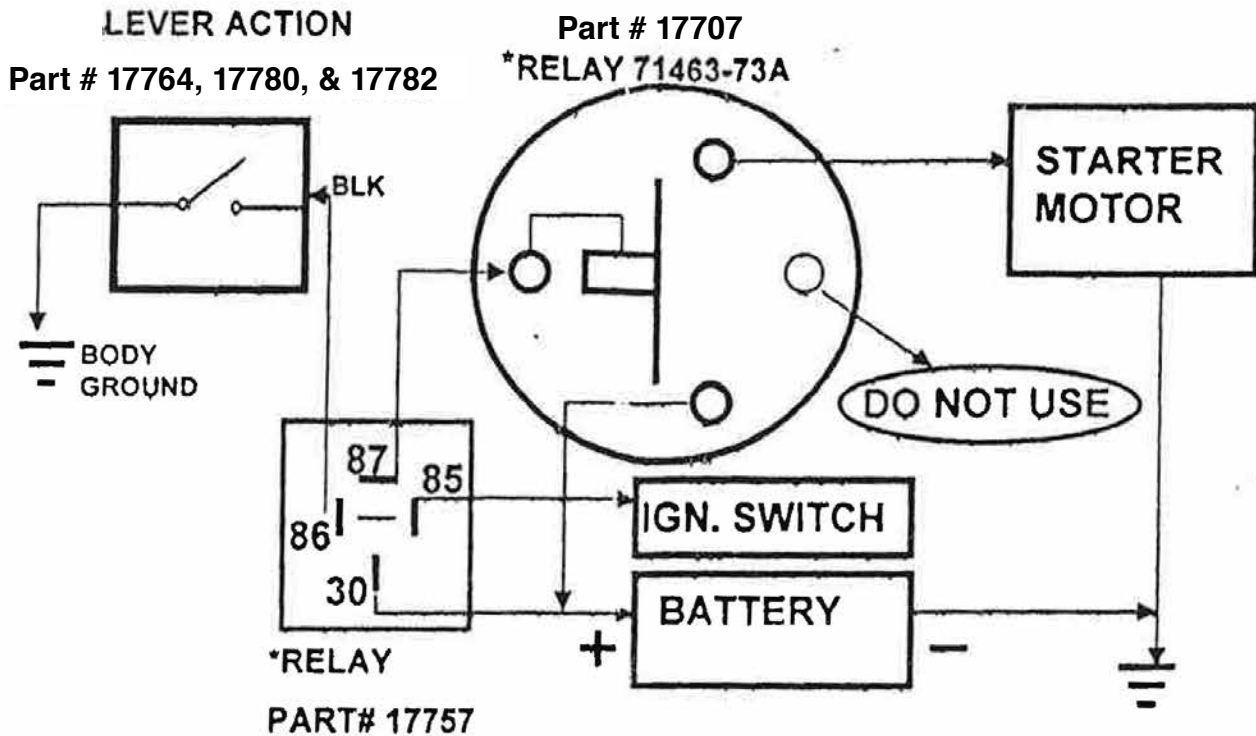 LEVER ACTION
Part # 17764, 17780, & 17782
Part # 17707
*RELAY 71463-73A
BLK
BODY
GROUND
STARTER
MOTOR
DO NOT USE
87
85
86
30
IGN. SWITCH
BATTERY
+
−
*RELAY
PART# 17757